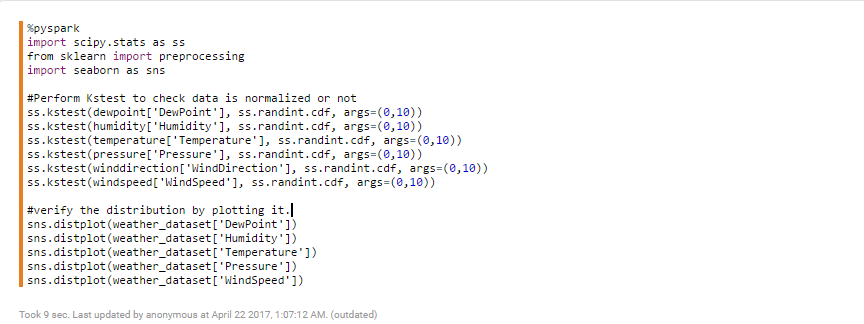 %pyspark
import scipy.stats as ss
from sklearn import preprocessing
import seaborn as sns
#Perform Kstest to check data is normalized or not
ss.kstest(dewpoint['DewPoint'], ss.randint.cdf, args=(0,10))
ss.kstest(humidity['Humidity'], ss.randint.cdf, args=(0,10))
ss.kstest(temperature['Temperature'], ss.randint.cdf, args=(0,10))
ss.kstest(pressure['Pressure'], ss.randint.cdf, args=(0,10))
ss.kstest(winddirection['WindDirection'], ss.randint.cdf, args=(0,10))
ss.kstest(windspeed['WindSpeed'], ss.randint.cdf, args=(0,10))
#verify the distribution by plotting it.
sns.distplot(weather_dataset['DewPoint'])
sns.distplot(weather_dataset['Humidity'])
sns.distplot(weather_dataset['Temperature'])
sns.distplot(weather_dataset['Pressure'])
sns.distplot(weather_dataset['WindSpeed'])
Took 9 sec. Last updated by anonymous at April 22 2017, 1:07:12 AM. (outdated)